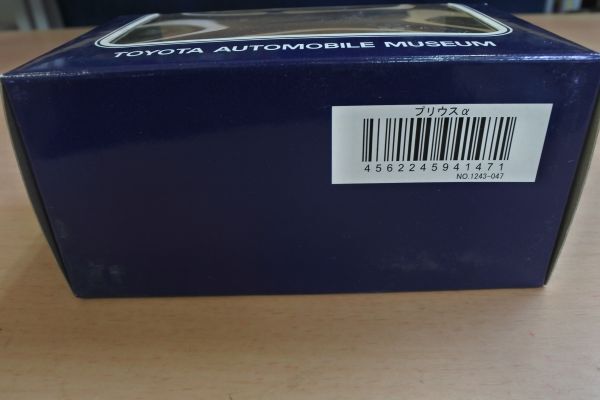 TOYOTA AUTOMOBILE MUSEUM
プリウスα
4562245941471
NO.1243-047